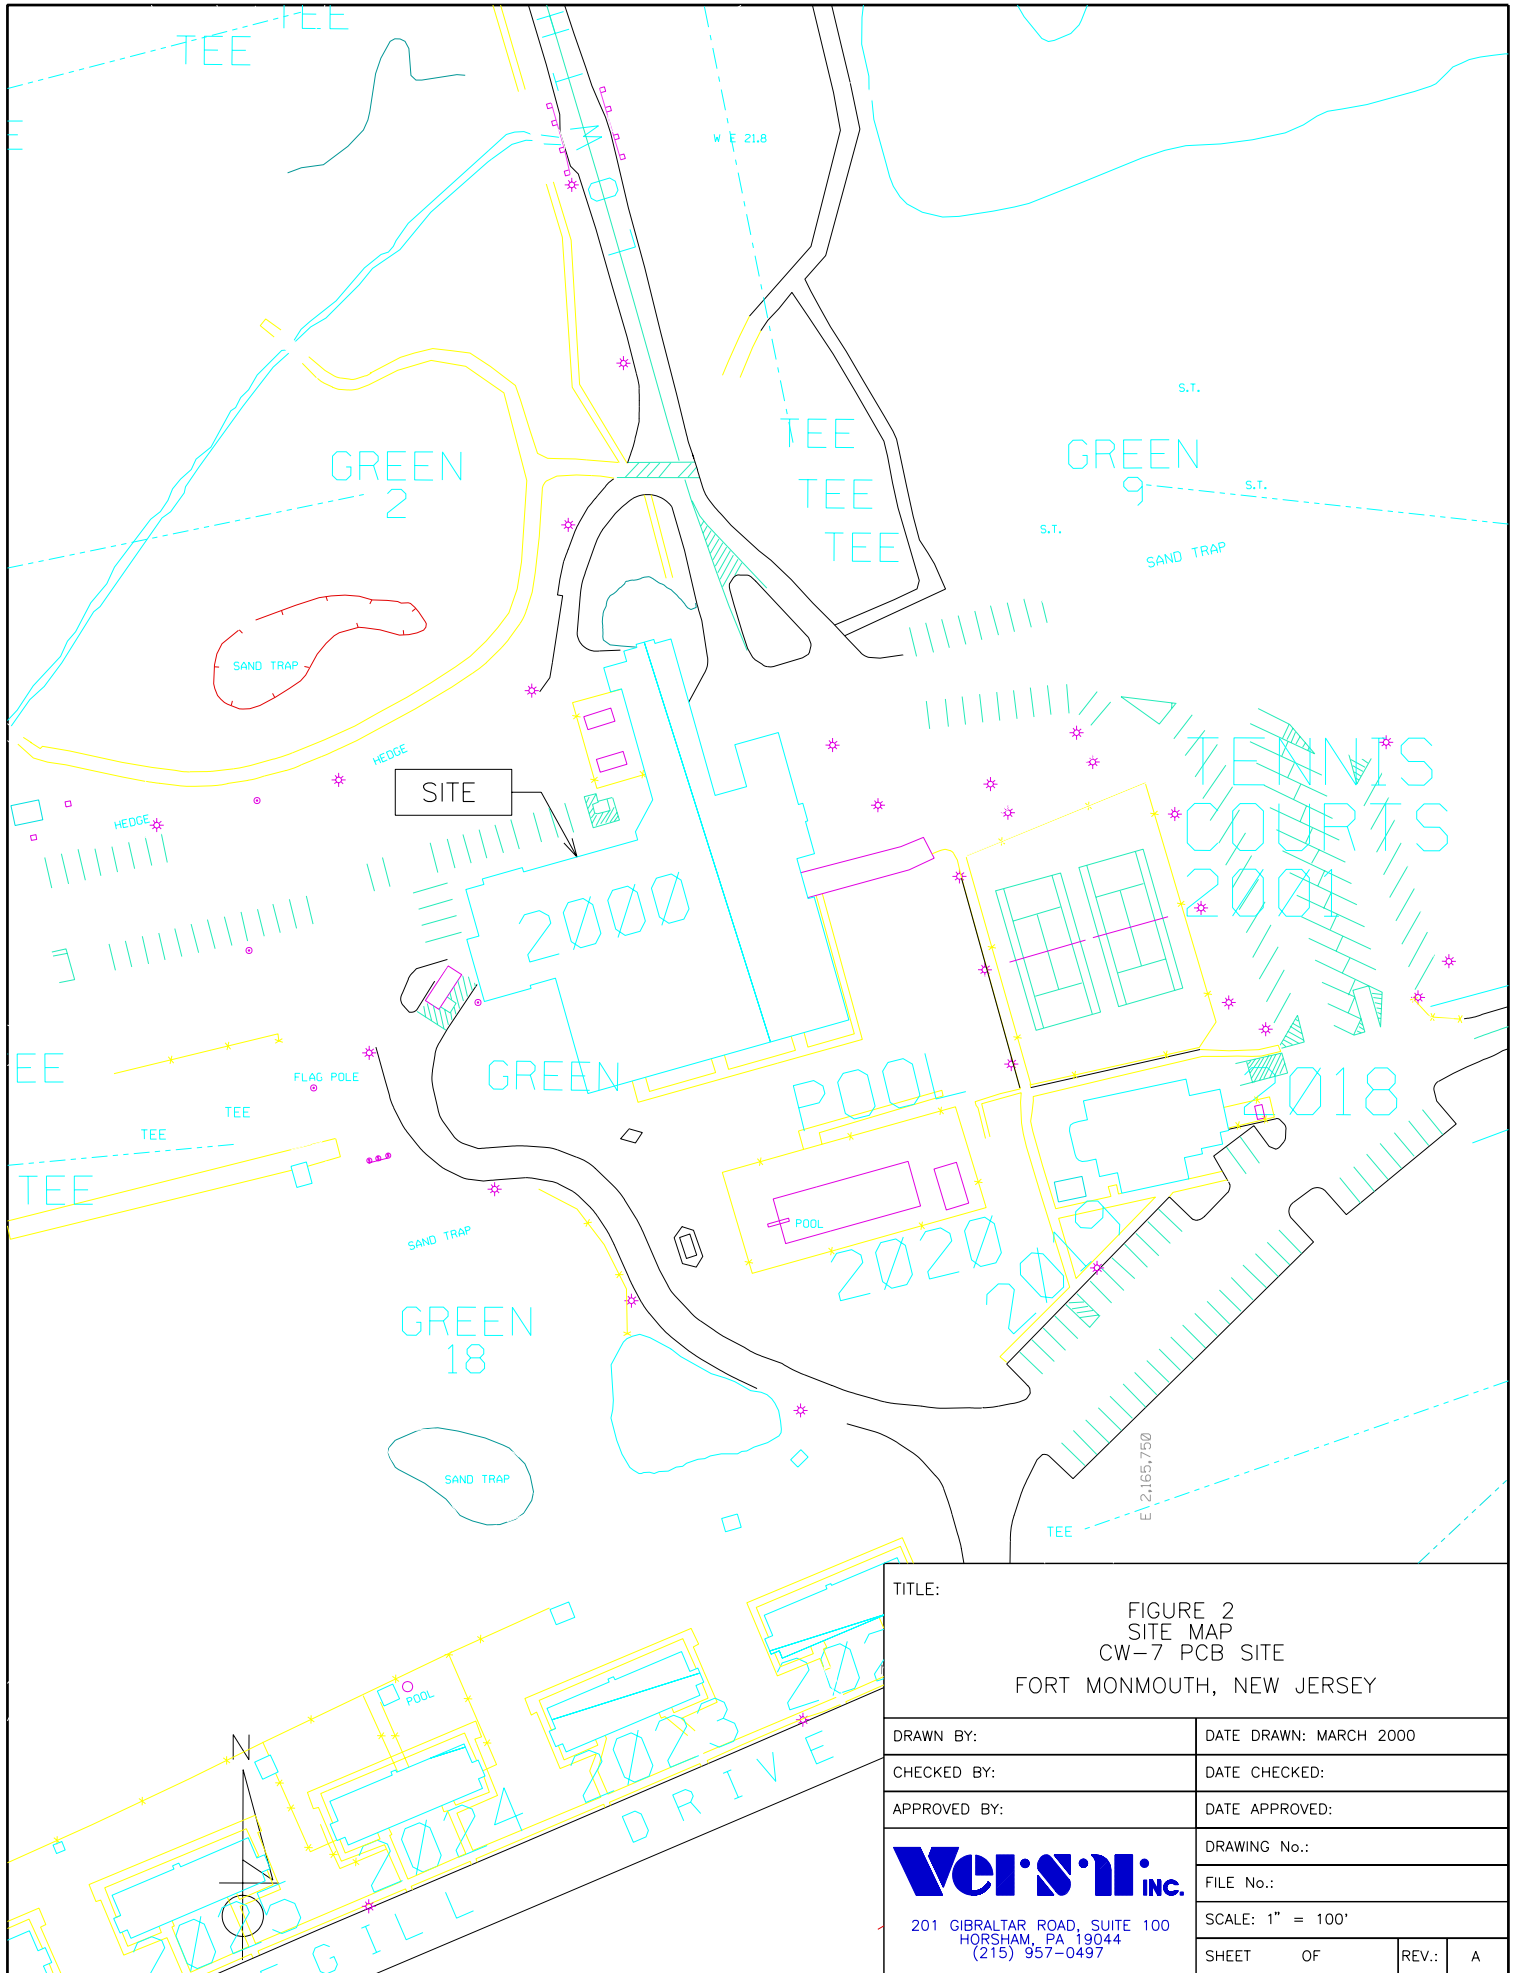 TEE
TEE
E
HILTON
W E 21.8
S.T.
TEE
GREEN
9
S.T.
GREEN
2
TEE
S.T.
TEE
SAND TRAP
SAND TRAP
HEDGE
TENNIS
COURTS
2001
SITE
HEDGE
2000
EE
FLAG POLE
GREEN
POOL
2018
TEE
TEE
TEE
SAND TRAP
POOL
2020
2019
GREEN
18
SAND TRAP
E 2,165,750
TEE
POOL
202
2023
2024
2025
N
GILL DRIVE
TITLE:
FIGURE 2
SITE MAP
CW-7 PCB SITE
FORT MONMOUTH, NEW JERSEY
DRAWN BY:
DATE DRAWN: MARCH 2000
CHECKED BY:
DATE CHECKED:
APPROVED BY:
DATE APPROVED:
DRAWING No.:
Versar INC.
FILE No.:
201 GIBRALTAR ROAD, SUITE 100
HORSHAM, PA 19044
(215) 957-0497
SCALE: 1" = 100'
SHEET OF
REV.: A